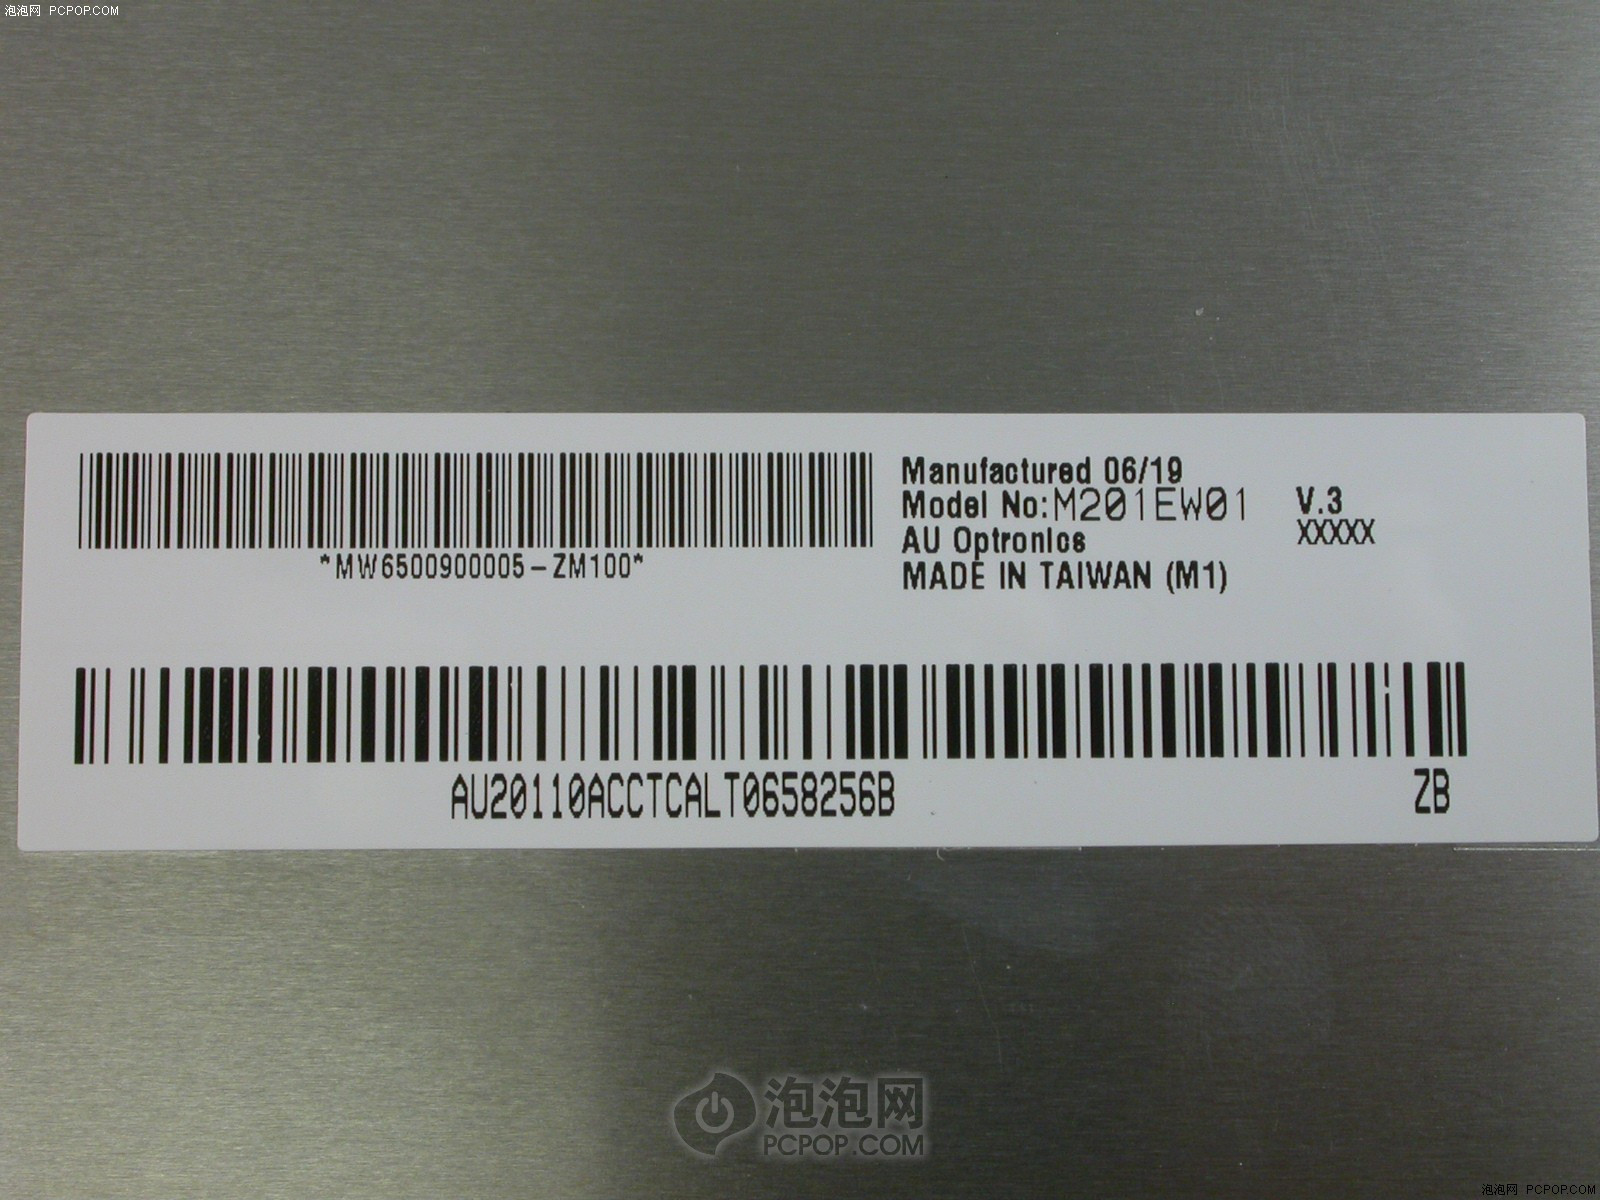 泡泡网 PCPOP.COM
Manufactured 06/19
Model No:M201EW01 V.3
AU Optronics XXXXX
MADE IN TAIWAN (M1)
*MW6500900005-ZM100*
AU20110ACCTCALT0658256B ZB
泡泡网
PCPOP.COM
泡泡网 PCPOP.COM